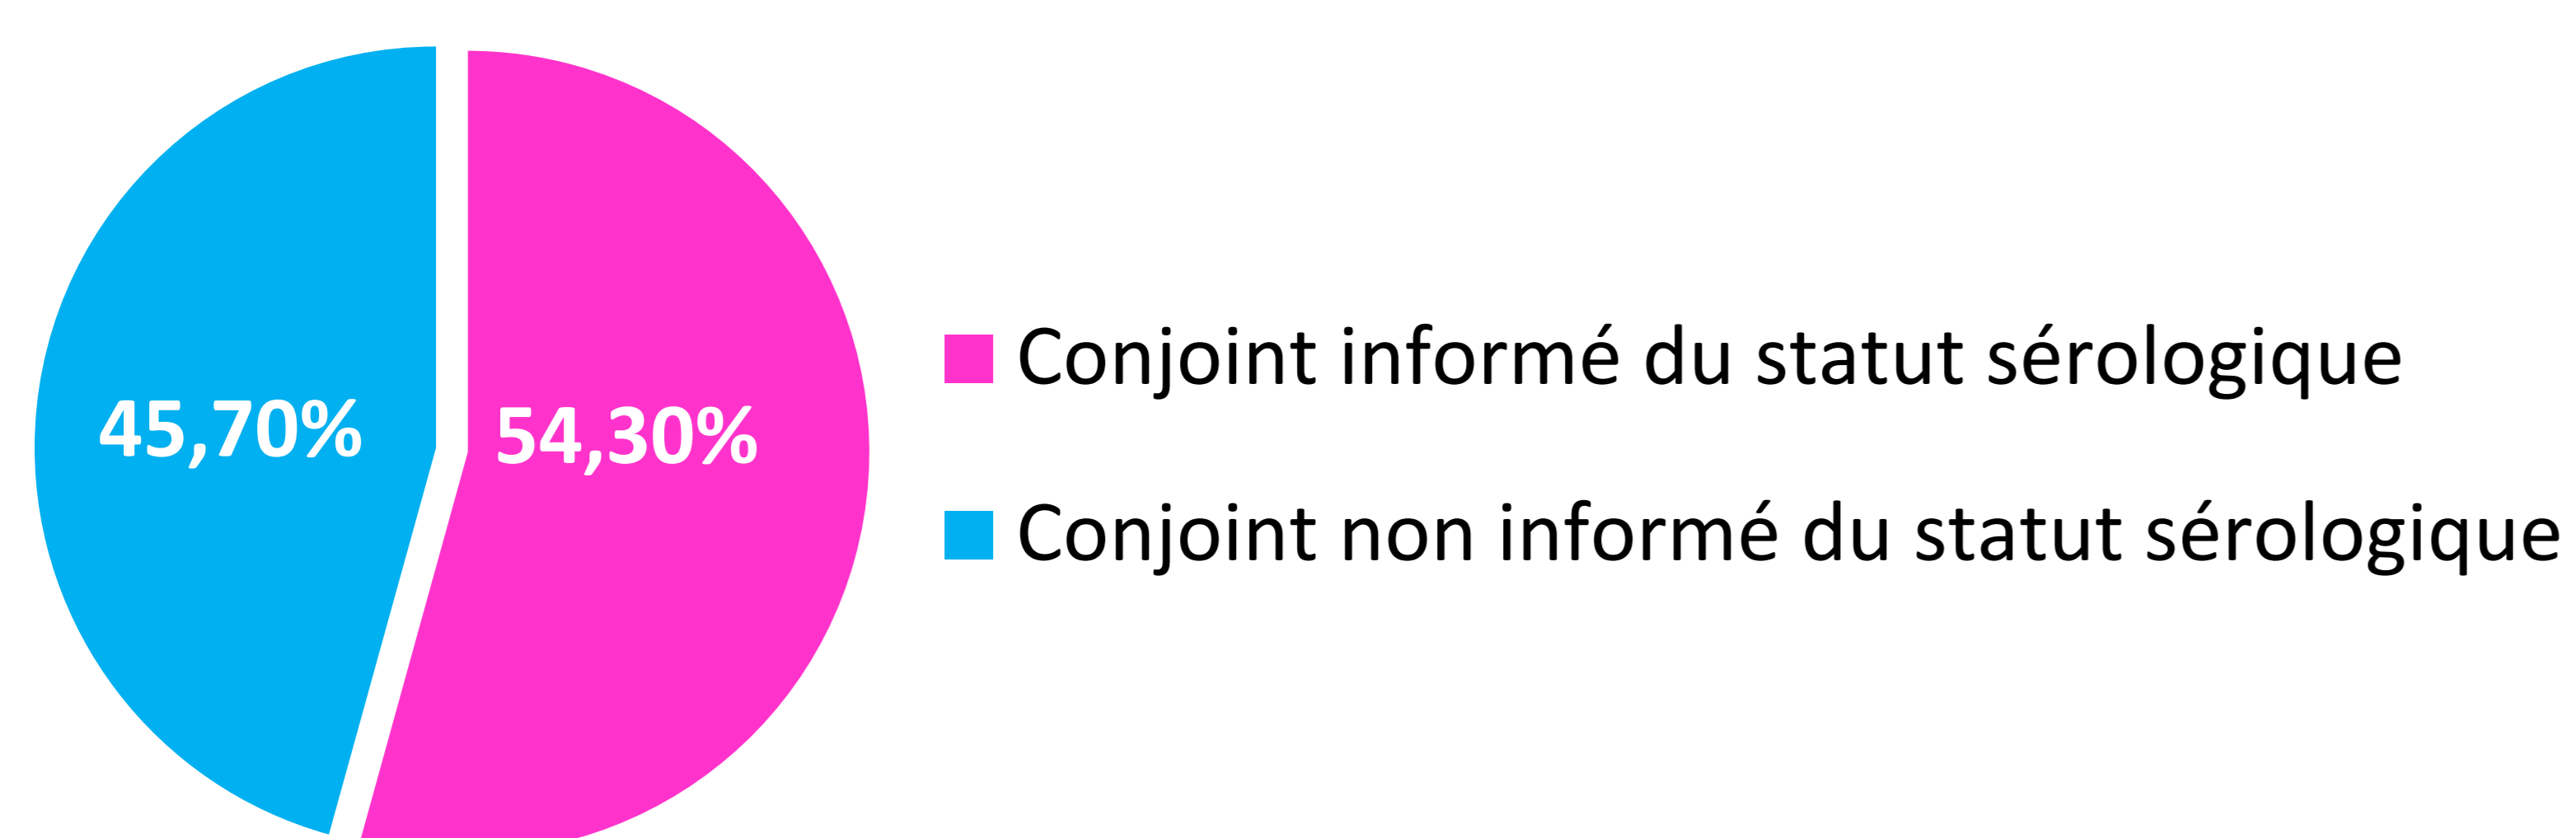 45,70%
54,30%
Conjoint informé du statut sérologique
Conjoint non informé du statut sérologique